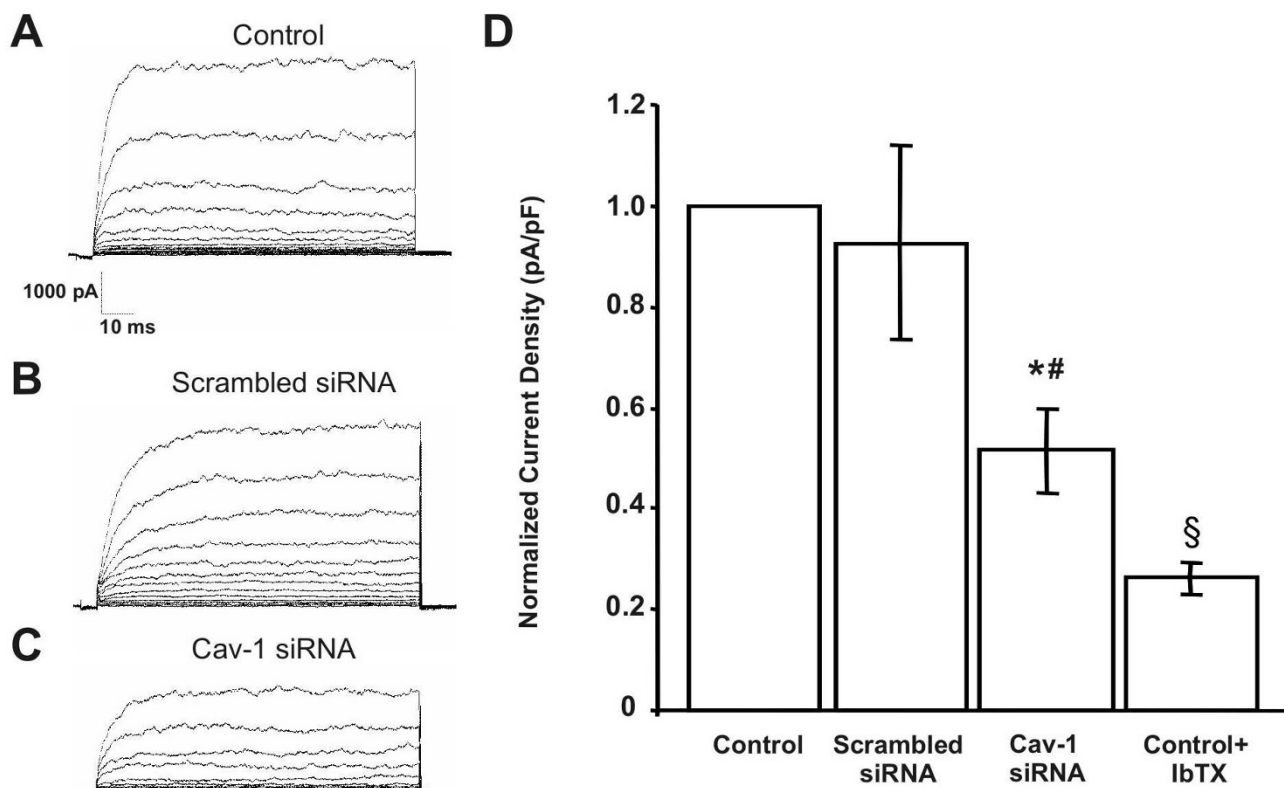 A
Control
1000 pA
10 ms
B
Scrambled siRNA
C
Cav-1 siRNA
D
Normalized Current Density (pA/pF)
1.2
1.0
0.8
0.6
0.4
0.2
0
*#
§
Control
Scrambled
siRNA
Cav-1
siRNA
Control+
IbTX